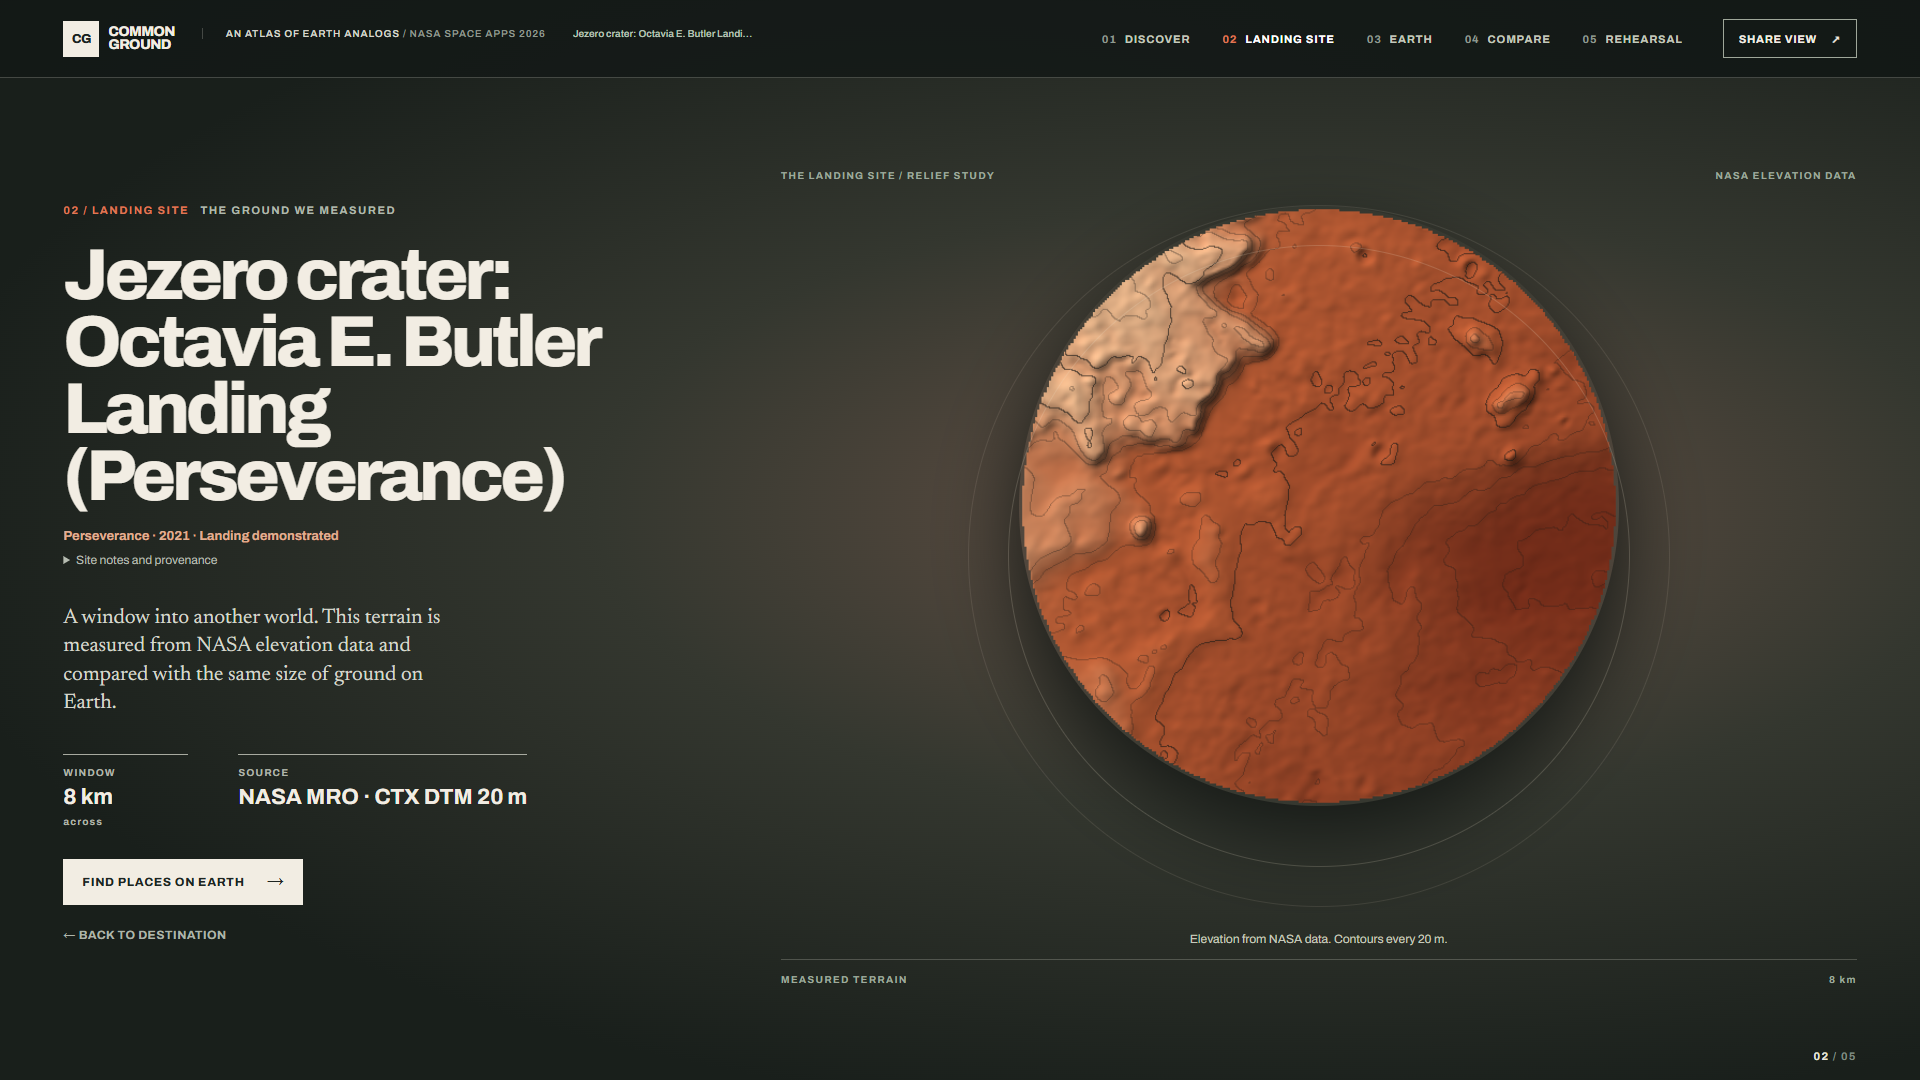 CG
COMMON
GROUND
AN ATLAS OF EARTH ANALOGS / NASA SPACE APPS 2026
Jezero crater: Octavia E. Butler Landi...
01 DISCOVER
02 LANDING SITE
03 EARTH
04 COMPARE
05 REHEARSAL
SHARE VIEW ↗
THE LANDING SITE / RELIEF STUDY
NASA ELEVATION DATA
02 / LANDING SITE THE GROUND WE MEASURED
Jezero crater:
Octavia E. Butler
Landing
(Perseverance)
Perseverance · 2021 · Landing demonstrated
▶ Site notes and provenance
A window into another world. This terrain is
measured from NASA elevation data and
compared with the same size of ground on
Earth.
WINDOW
8 km
across
SOURCE
NASA MRO · CTX DTM 20 m
FIND PLACES ON EARTH →
← BACK TO DESTINATION
Elevation from NASA data. Contours every 20 m.
MEASURED TERRAIN
8 km
02 / 05